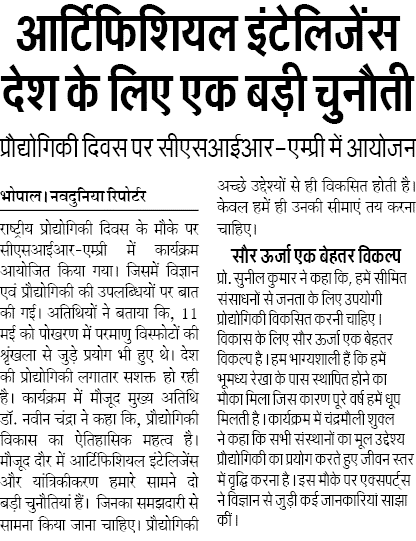 आर्टिफिशियल इंटेलिजेंस
देश के लिए एक बड़ी चुनौती
प्रौद्योगिकी दिवस पर सीएसआईआर-एम्प्री में आयोजन
भोपाल। नवदुनिया रिपोर्टर
राष्ट्रीय प्रोद्योगिकी दिवस के मौके पर
सीएसआईआर-एम्प्री में कार्यक्रम
आयोजित किया गया। जिसमें विज्ञान
एवं प्रौद्योगिकी की उपलब्धियों पर बात
की गई। अतिथियों ने बताया कि, 11
मई को पोखरण में परमाणु विस्फोटों की
श्रृंखला से जुड़े प्रयोग भी हुए थे। देश
की प्रौद्योगिकी लगातार सशक्त हो रही
है। कार्यक्रम में मौजूद मुख्य अतिथि
डॉ. नवीन चंद्रा ने कहा कि, प्रौद्योगिकी
विकास का ऐतिहासिक महत्व है।
मौजूद दौर में आर्टिफिशियल इंटेलिजेंस
और यांत्रिकीकरण हमारे सामने दो
बड़ी चुनौतियां हैं। जिनका समझदारी से
सामना किया जाना चाहिए। प्रौद्योगिकी
अच्छे उद्देश्यों से ही विकसित होती है।
केवल हमें ही उनकी सीमाएं तय करना
चाहिए।
सौर ऊर्जा एक बेहतर विकल्प
प्रो. सुनील कुमार ने कहा कि, हमें सीमित
संसाधनों से जनता के लिए उपयोगी
प्रौद्योगिकी विकसित करनी चाहिए।
विकास के लिए सौर ऊर्जा एक बेहतर
विकल्प है। हम भाग्यशाली हैं कि हमें
भूमध्य रेखा के पास स्थापित होने का
मौका मिला जिस कारण पूरे वर्ष हमें धूप
मिलती है। कार्यक्रम में चंद्रमौली शुक्ल
ने कहा कि सभी संस्थानों का मूल उद्देश्य
प्रौद्योगिकी का प्रयोग करते हुए जीवन स्तर
में वृद्धि करना है। इस मौके पर एक्सपर्ट्स
ने विज्ञान से जुड़ी कई जानकारियां साझा
कीं।